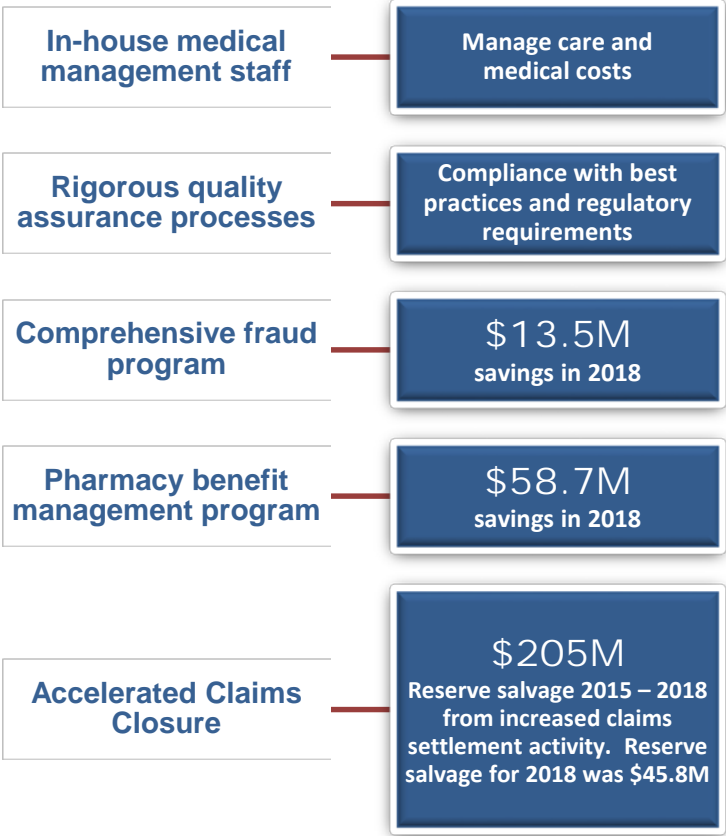 In-house medical
management staff
Manage care and
medical costs
Rigorous quality
assurance processes
Compliance with best
practices and regulatory
requirements
Comprehensive fraud
program
$13.5M
savings in 2018
Pharmacy benefit
management program
$58.7M
savings in 2018
Accelerated Claims
Closure
$205M
Reserve salvage 2015 – 2018
from increased claims
settlement activity.  Reserve
salvage for 2018 was $45.8M